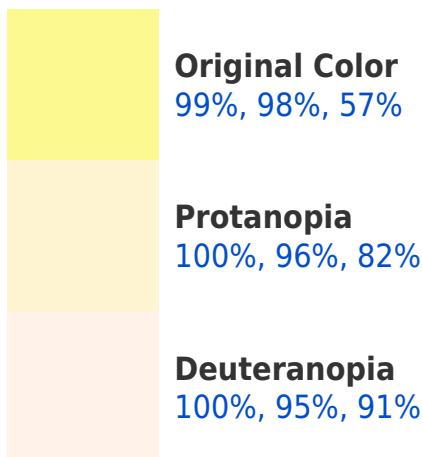 Original Color
99%, 98%, 57%
Protanopia
100%, 96%, 82%
Deuteranopia
100%, 95%, 91%